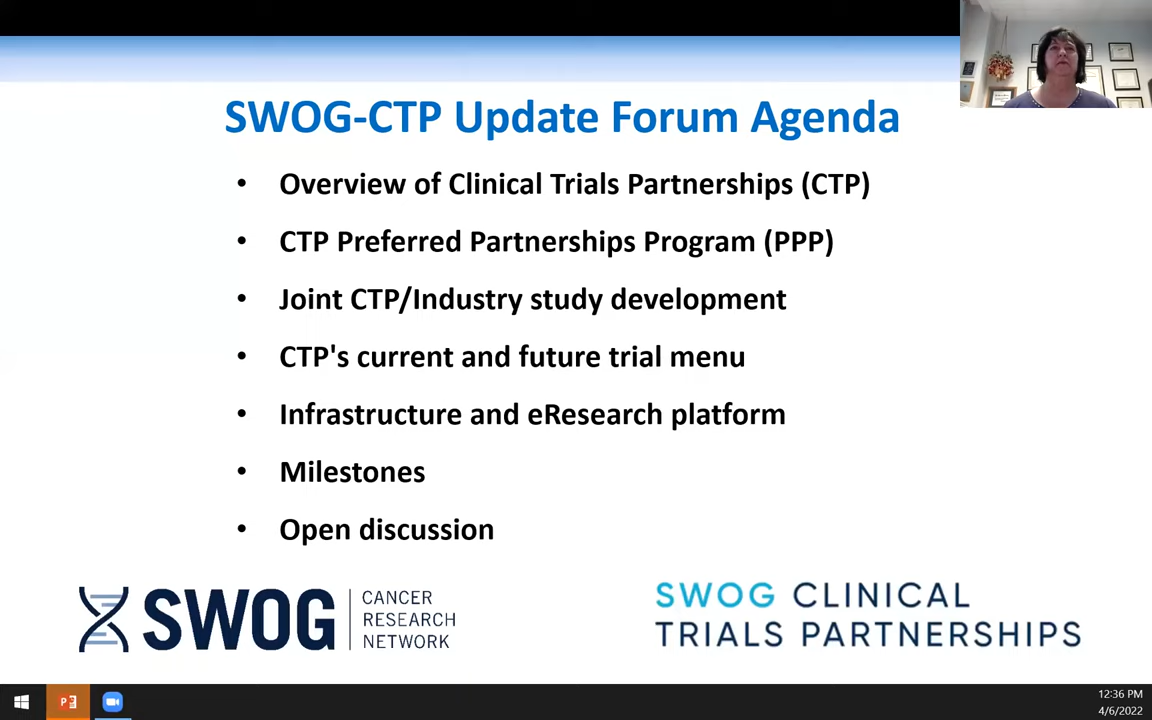 SWOG-CTP Update Forum Agenda
• Overview of Clinical Trials Partnerships (CTP)
• CTP Preferred Partnerships Program (PPP)
• Joint CTP/Industry study development
• CTP's current and future trial menu
• Infrastructure and eResearch platform
• Milestones
• Open discussion
SWOG
CANCER
RESEARCH
NETWORK
SWOG CLINICAL
TRIALS PARTNERSHIPS
12:36 PM
4/6/2022